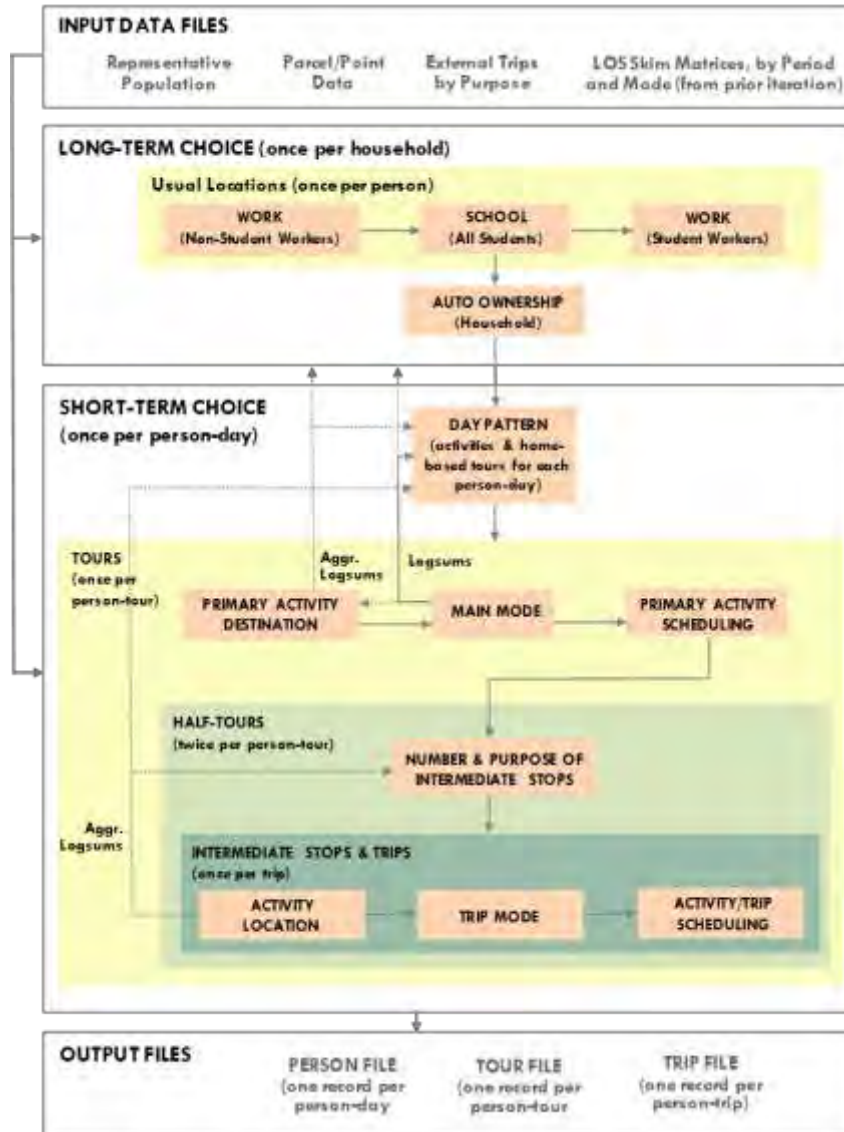 INPUT DATA FILES
Representative
Population
Parcel/Point
Data
External Trips
by Purpose
LOS Skim Matrices, by Period
and Mode (from prior iteration)
LONG-TERM CHOICE (once per household)
Usual Locations (once per person)
WORK
(Non-Student Workers)
SCHOOL
(All Students)
WORK
(Student Workers)
AUTO OWNERSHIP
(Household)
SHORT-TERM CHOICE
(once per person-day)
DAY PATTERN
(activities & home-
based tours for each
person-day)
TOURS
(once per
person-tour)
Aggr.
Logsums
Logsums
PRIMARY ACTIVITY
DESTINATION
MAIN MODE
PRIMARY ACTIVITY
SCHEDULING
HALF-TOURS
(twice per person-tour)
NUMBER & PURPOSE OF
INTERMEDIATE STOPS
Aggr.
Logsums
INTERMEDIATE STOPS & TRIPS
(once per trip)
ACTIVITY
LOCATION
TRIP MODE
ACTIVITY/TRIP
SCHEDULING
OUTPUT FILES
PERSON FILE
(one record per
person-day
TOUR FILE
(one record per
person-tour
TRIP FILE
(one record per
person-trip)